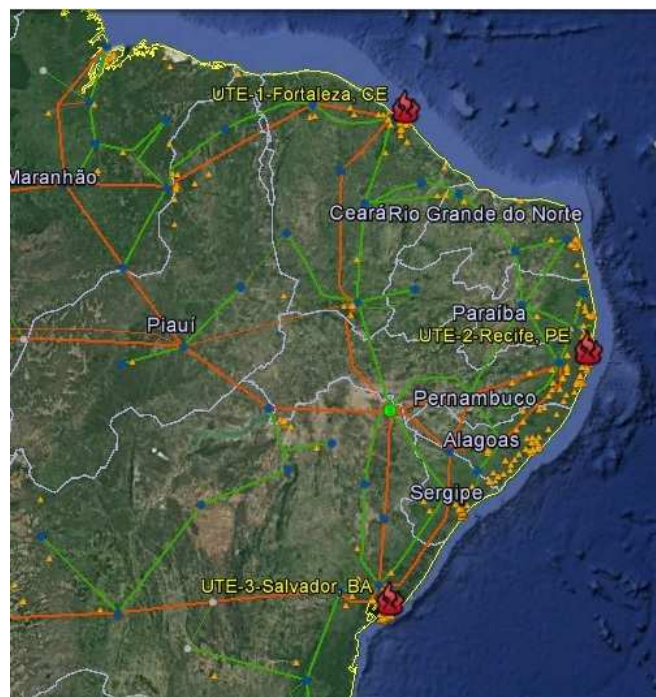 UTE-1-Fortaleza, CE
Maranhão
Ceará
Rio Grande do Norte
Paraíba
Piauí
UTE-2-Recife, PE
Pernambuco
Alagoas
Sergipe
UTE-3-Salvador, BA